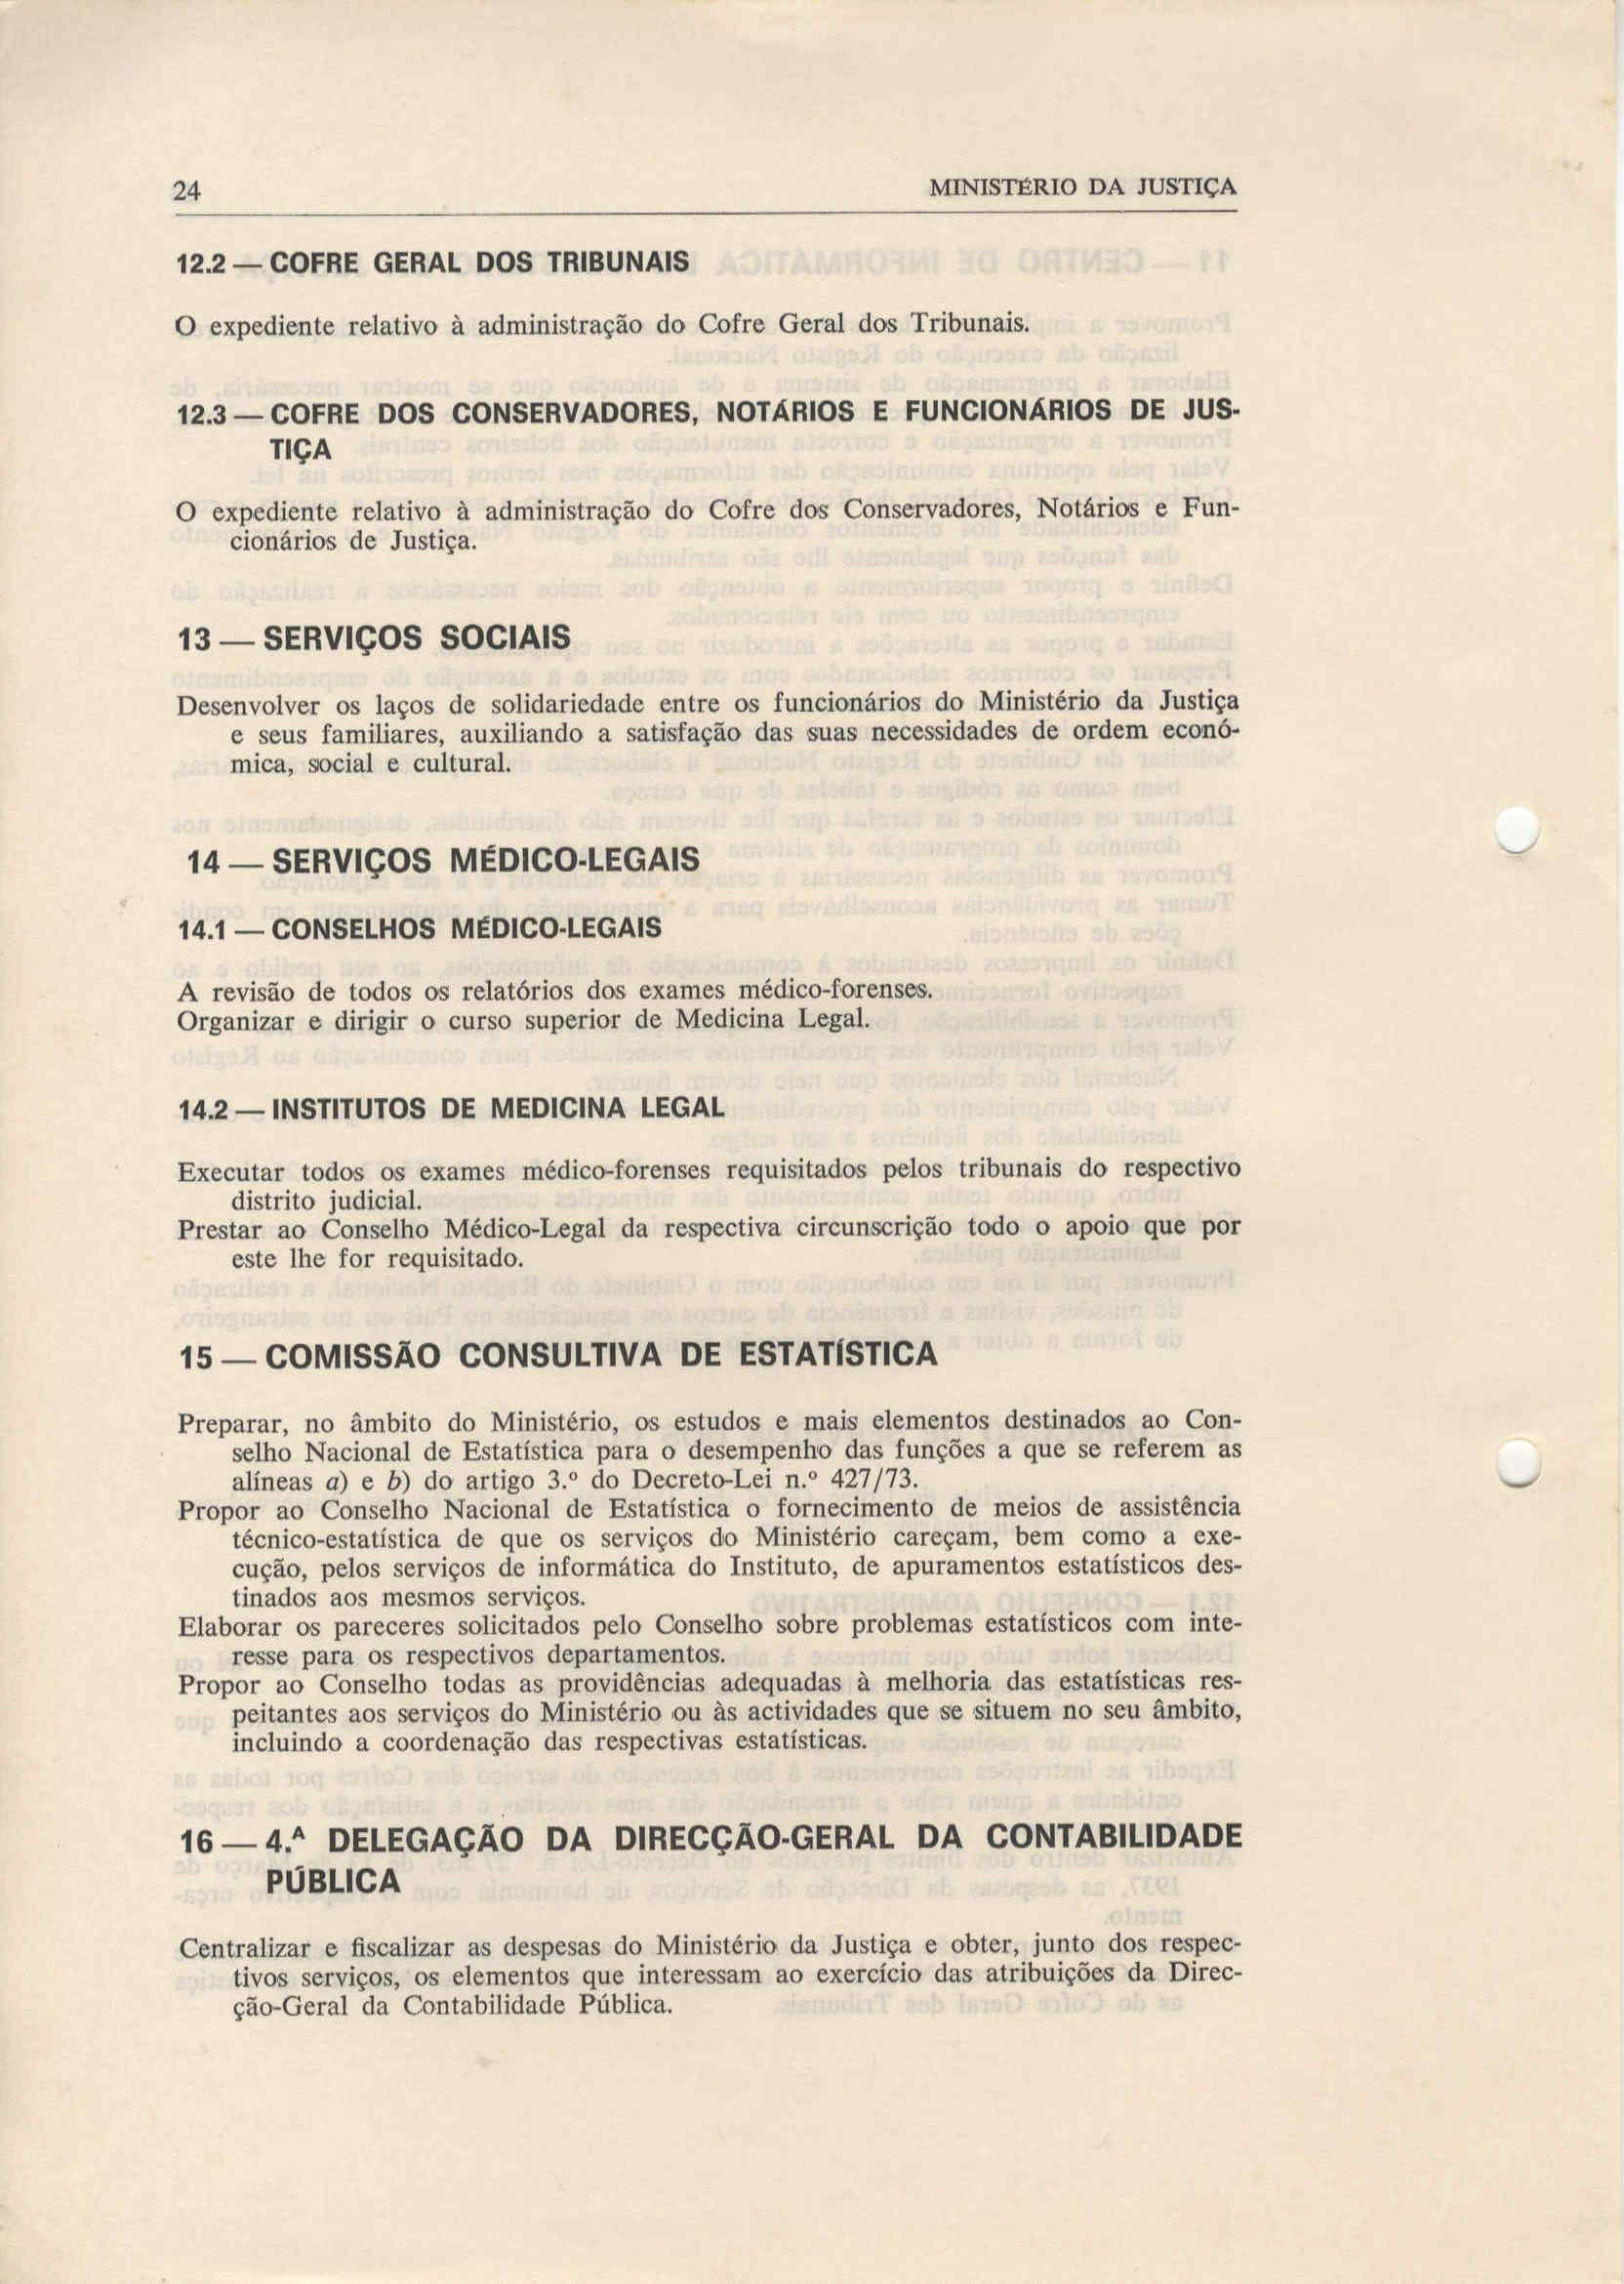 24
MINISTÉRIO DA JUSTIÇA
12.2 — COFRE GERAL DOS TRIBUNAIS
O expediente relativo à administração do Cofre Geral dos Tribunais.
12.3 — COFRE DOS CONSERVADORES, NOTÁRIOS E FUNCIONÁRIOS DE JUS-
TIÇA
O expediente relativo à administração do Cofre dos Conservadores, Notários e Fun-
cionários de Justiça.
13 — SERVIÇOS SOCIAIS
Desenvolver os laços de solidariedade entre os funcionários do Ministério da Justiça
e seus familiares, auxiliando a satisfação das suas necessidades de ordem econó-
mica, social e cultural.
14 — SERVIÇOS MÉDICO-LEGAIS
14.1 — CONSELHOS MÉDICO-LEGAIS
A revisão de todos os relatórios dos exames médico-forenses.
Organizar e dirigir o curso superior de Medicina Legal.
14.2 — INSTITUTOS DE MEDICINA LEGAL
Executar todos os exames médico-forenses requisitados pelos tribunais do respectivo
distrito judicial.
Prestar ao Conselho Médico-Legal da respectiva circunscrição todo o apoio que por
este lhe for requisitado.
15 — COMISSÃO CONSULTIVA DE ESTATÍSTICA
Preparar, no âmbito do Ministério, os estudos e mais elementos destinados ao Con-
selho Nacional de Estatística para o desempenho das funções a que se referem as
alíneas a) e b) do artigo 3.º do Decreto-Lei n.º 427/73.
Propor ao Conselho Nacional de Estatística o fornecimento de meios de assistência
técnico-estatística de que os serviços do Ministério careçam, bem como a exe-
cução, pelos serviços de informática do Instituto, de apuramentos estatísticos des-
tinados aos mesmos serviços.
Elaborar os pareceres solicitados pelo Conselho sobre problemas estatísticos com inte-
resse para os respectivos departamentos.
Propor ao Conselho todas as providências adequadas à melhoria das estatísticas res-
peitantes aos serviços do Ministério ou às actividades que se situem no seu âmbito,
incluindo a coordenação das respectivas estatísticas.
16 — 4.ª DELEGAÇÃO DA DIRECÇÃO-GERAL DA CONTABILIDADE
PÚBLICA
Centralizar e fiscalizar as despesas do Ministério da Justiça e obter, junto dos respec-
tivos serviços, os elementos que interessam ao exercício das atribuições da Direc-
ção-Geral da Contabilidade Pública.